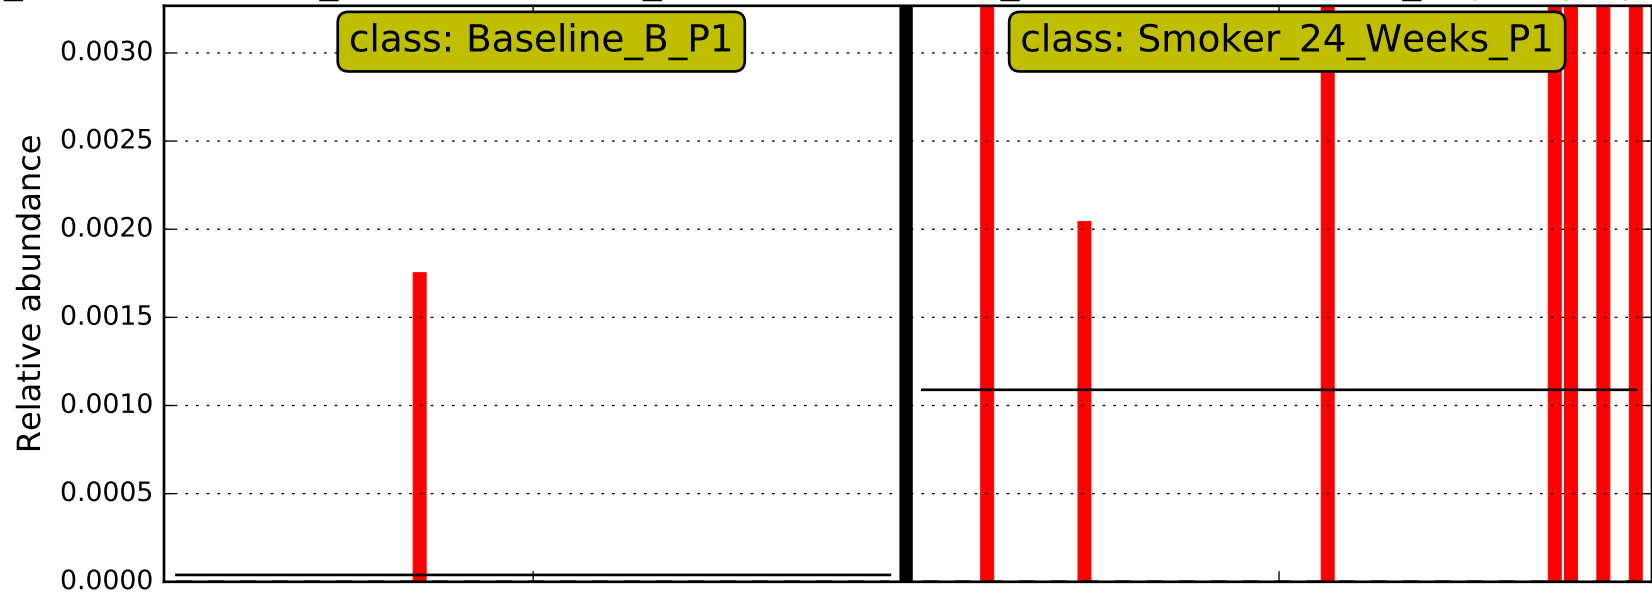 class: Baseline_B_P1
class: Smoker_24_Weeks_P1
Relative abundance
0.0030
0.0025
0.0020
0.0015
0.0010
0.0005
0.0000